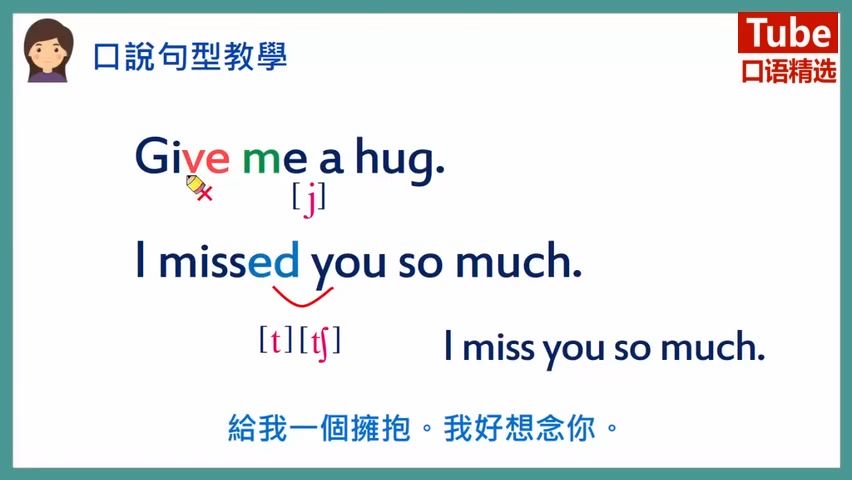 Tube
口语精选
口說句型教學
Give me a hug.
[j]
I missed you so much.
[t][tʃ]
I miss you so much.
給我一個擁抱。我好想念你。